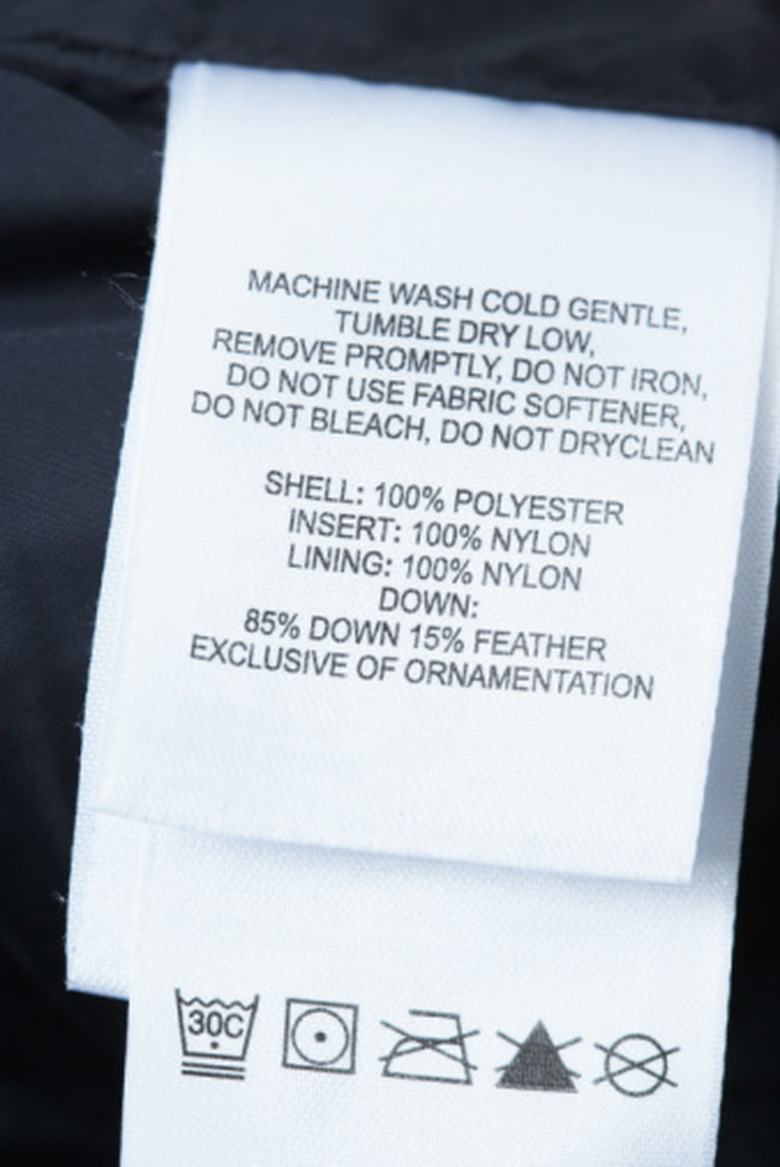 MACHINE WASH COLD GENTLE,
TUMBLE DRY LOW,
REMOVE PROMPTLY, DO NOT IRON,
DO NOT USE FABRIC SOFTENER,
DO NOT BLEACH, DO NOT DRYCLEAN
SHELL: 100% POLYESTER
INSERT: 100% NYLON
LINING: 100% NYLON
DOWN:
85% DOWN 15% FEATHER
EXCLUSIVE OF ORNAMENTATION
30C